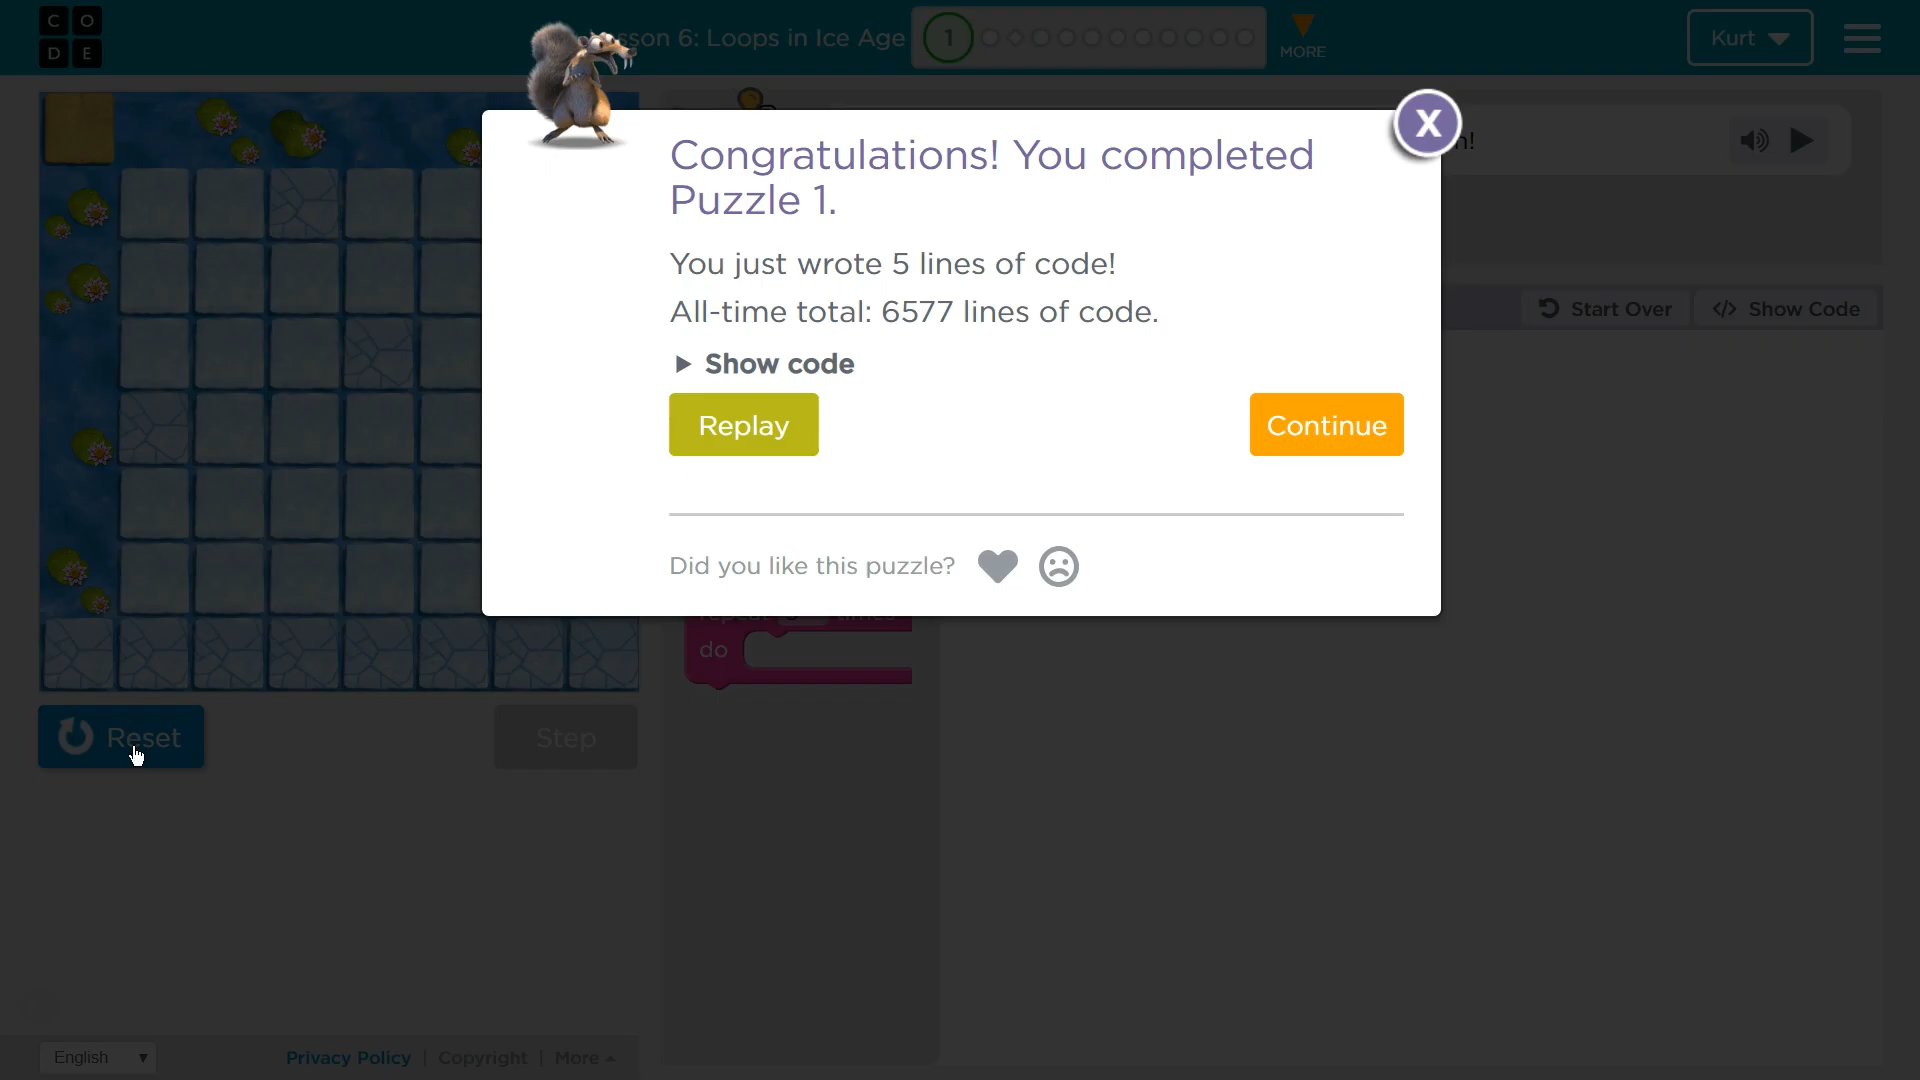 C O
D E
sson 6: Loops in Ice Age
1
MORE
Kurt
X
Congratulations! You completed
Puzzle 1.
You just wrote 5 lines of code!
All-time total: 6577 lines of code.
Show code
Replay
Continue
Did you like this puzzle?
Start Over
</> Show Code
do
Reset
Step
English
Privacy Policy | Copyright | More